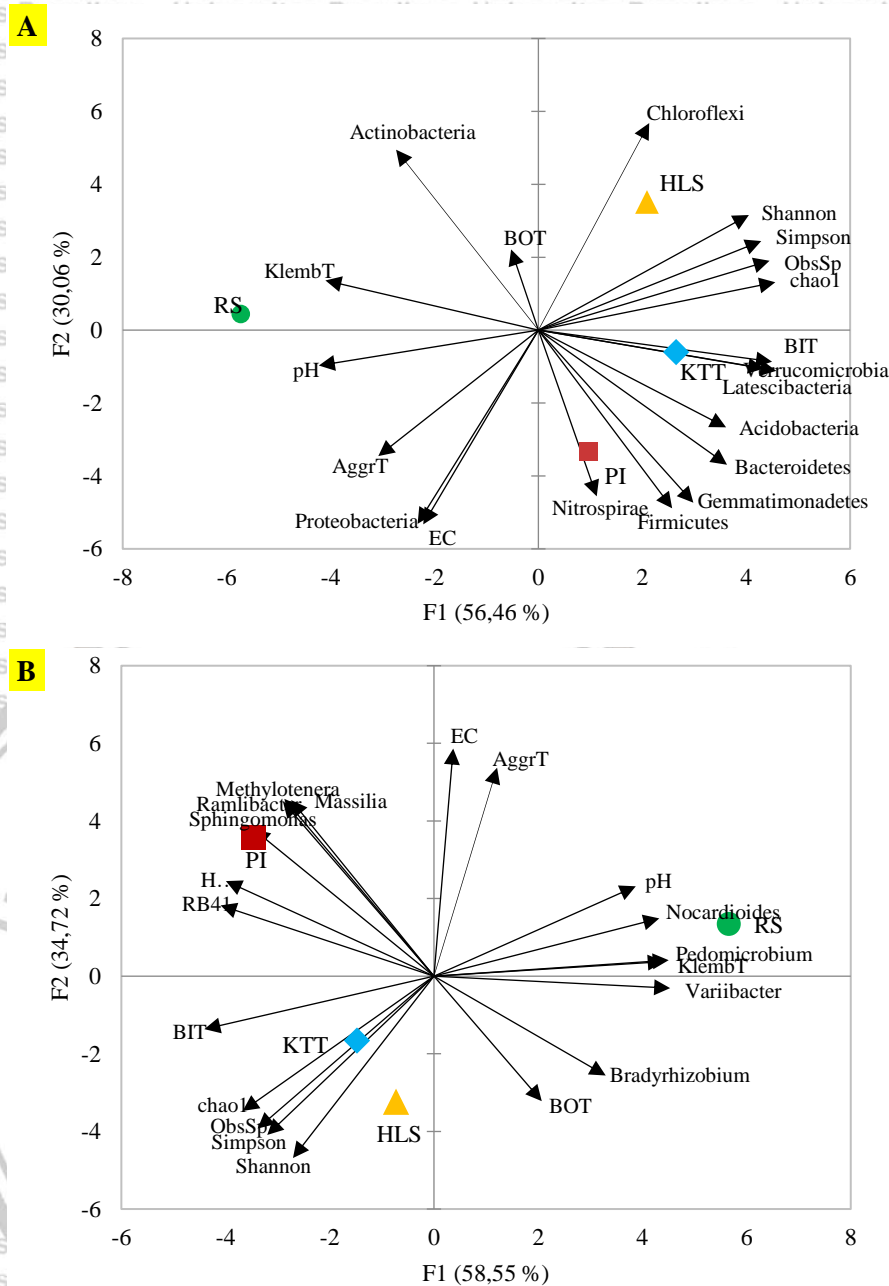 A
8
6
4
2
0
-2
-4
-6
F2 (30,06 %)
Chloroflexi
Actinobacteria
HLS
Shannon
BOT
Simpson
ObsSp
KlembT
chao1
RS
BIT
pH
KTT
Verrucomicrobia
Latescibacteria
Acidobacteria
AggrT
Bacteroidetes
PI
Gemmatimonadetes
Nitrospirae
Proteobacteria
Firmicutes
EC
-8 -6 -4 -2 0 2 4 6
F1 (56,46 %)
B
8
6
4
2
0
-2
-4
-6
F2 (34,72 %)
EC
AggrT
Methylotenera
Ramlibacter
Massilia
Sphingomonas
PI
H..
pH
RB41
Nocardioides
RS
Pedomicrobium
KlembT
Variibacter
BIT
KTT
Bradyrhizobium
chao1
BOT
ObsSp
HLS
Simpson
Shannon
-6 -4 -2 0 2 4 6 8
F1 (58,55 %)